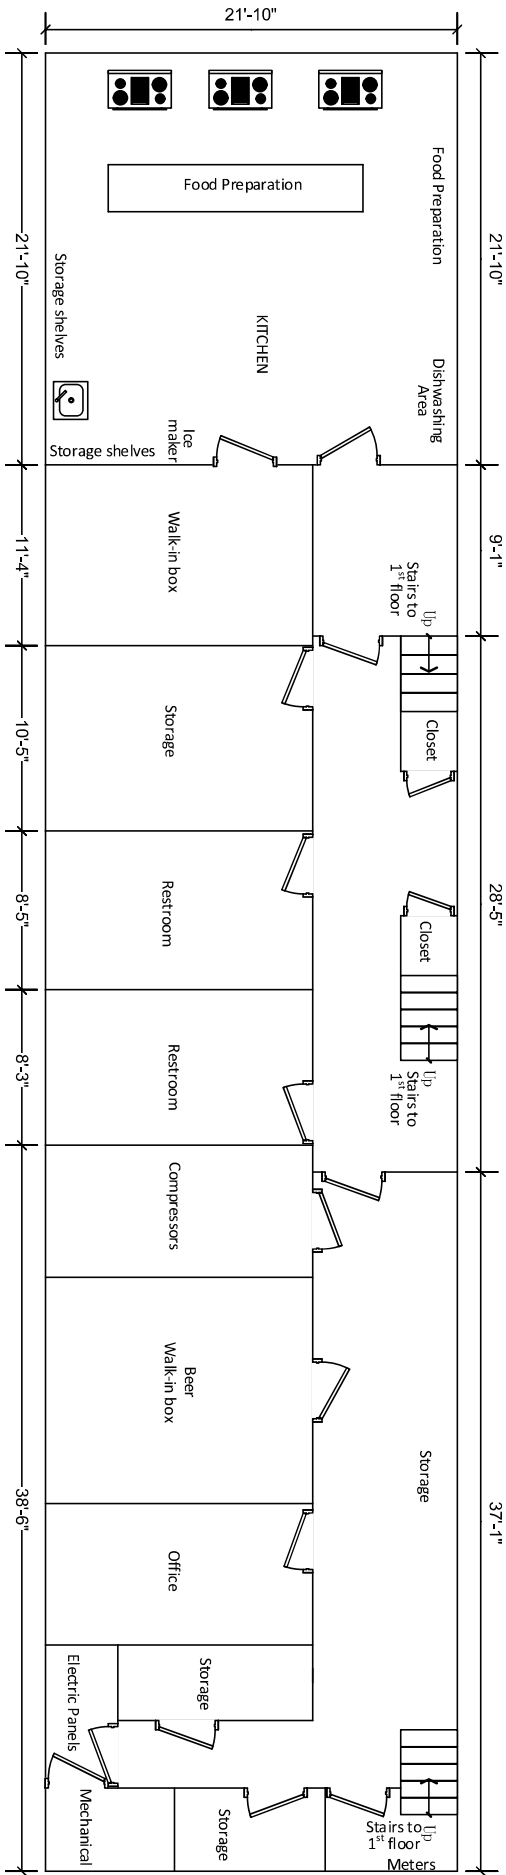 21'-10"
Food Preparation
Food Preparation
21'-10"
21'-10"
Storage shelves
KITCHEN
Dishwashing
Area
Ice
maker
Storage shelves
Walk-in box
11'-4"
9'-1"
Stairs to
1st floor
Up
Storage
10'-5"
Closet
Restroom
8'-5"
28'-5"
Closet
Restroom
8'-3"
Up
Stairs to
1st floor
Compressors
Beer
Walk-in box
Storage
38'-6"
37'-1"
Office
Storage
Electric Panels
Mechanical
Storage
Up
Stairs to
1st floor
Meters